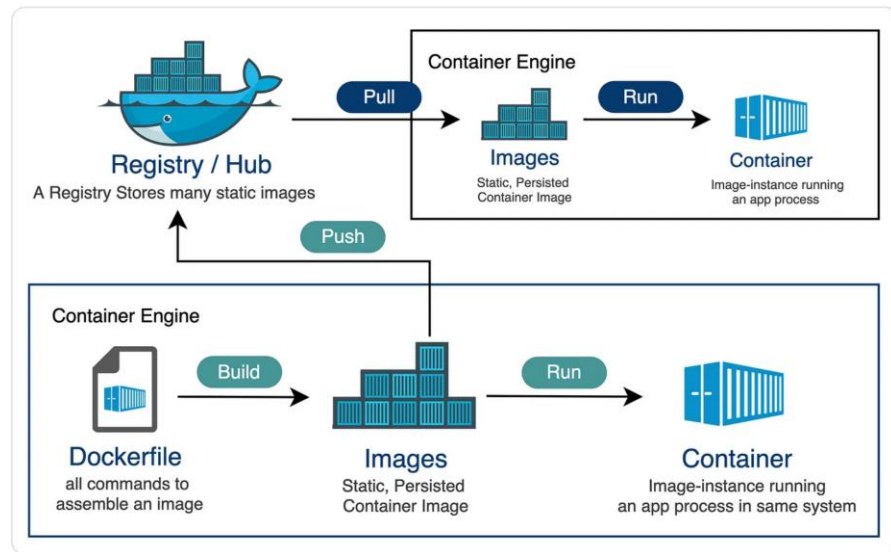 Container Engine
Pull
Run
Registry / Hub
A Registry Stores many static images
Images
Static, Persisted
Container Image
Container
Image-instance running
an app process
Push
Container Engine
Build
Run
Dockerfile
all commands to
assemble an image
Images
Static, Persisted
Container Image
Container
Image-instance running
an app process in same system